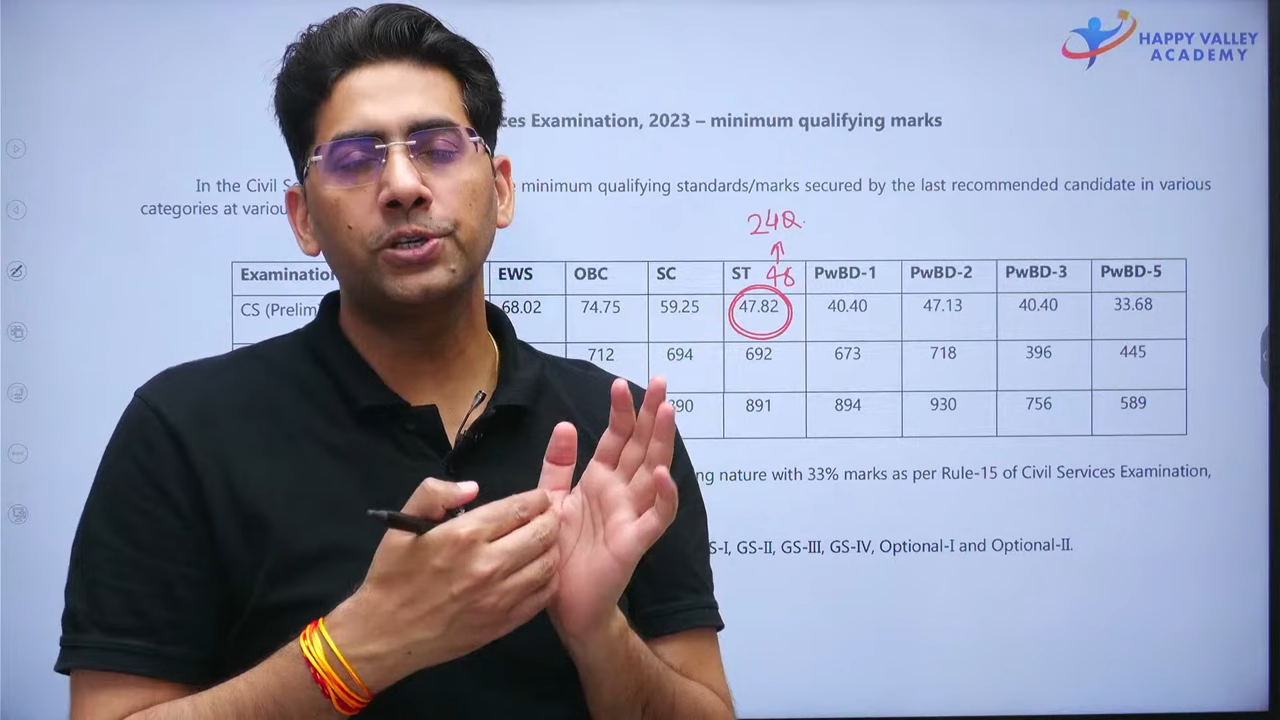 HAPPY VALLEY
ACADEMY
ces Examination, 2023 – minimum qualifying marks
In the Civil S minimum qualifying standards/marks secured by the last recommended candidate in various
categories at variou
24Q.
↑
48
Examination EWS OBC SC ST PwBD-1 PwBD-2 PwBD-3 PwBD-5
CS (Prelim 68.02 74.75 59.25 47.82 40.40 47.13 40.40 33.68
712 694 692 673 718 396 445
890 891 894 930 756 589
ng nature with 33% marks as per Rule-15 of Civil Services Examination,
S-I, GS-II, GS-III, GS-IV, Optional-I and Optional-II.